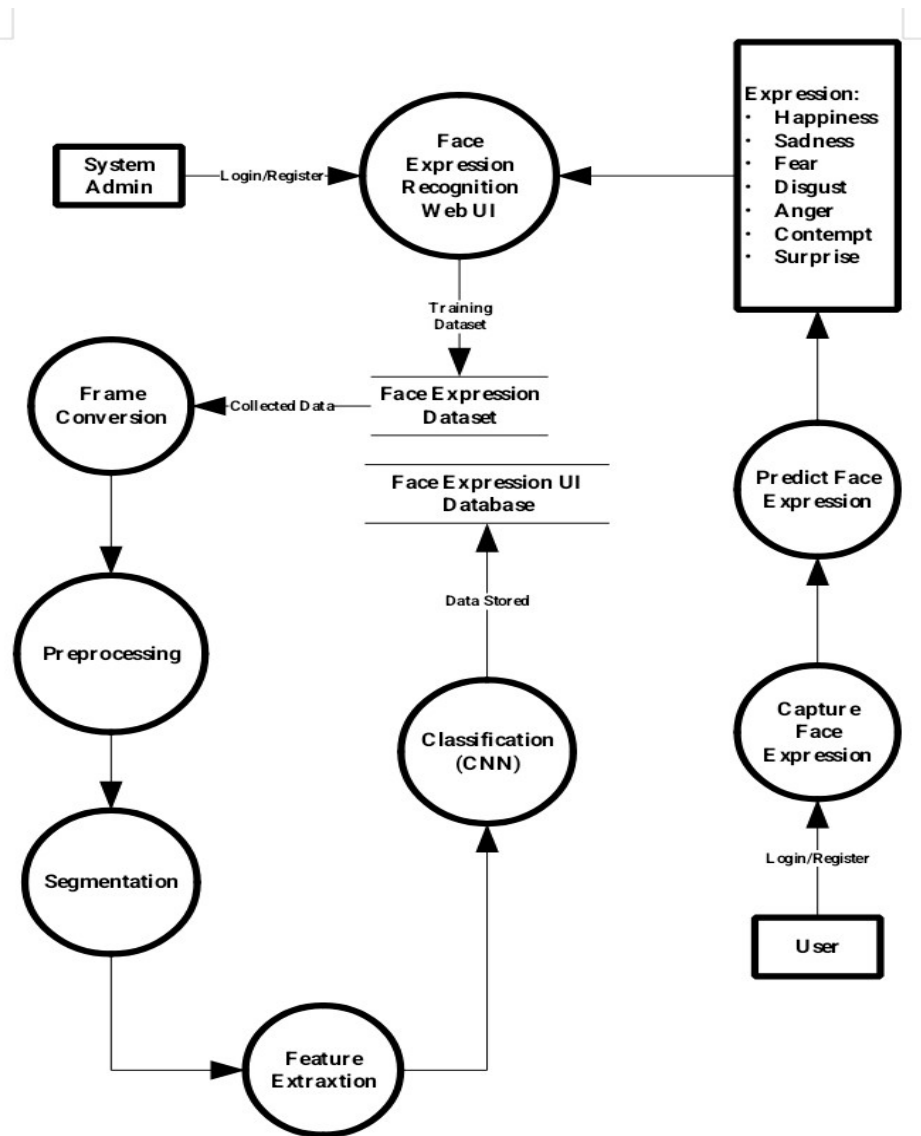 System
Admin
Login/Register
Face
Expression
Recognition
Web UI
Expression:
· Happiness
· Sadness
· Fear
· Disgust
· Anger
· Contempt
· Surprise
Training
Dataset
Frame
Conversion
Collected Data
Face Expression
Dataset
Face Expression UI
Database
Predict Face
Expression
Data Stored
Preprocessing
Classification
(CNN)
Capture
Face
Expression
Segmentation
Login/Register
User
Feature
Extraxtion